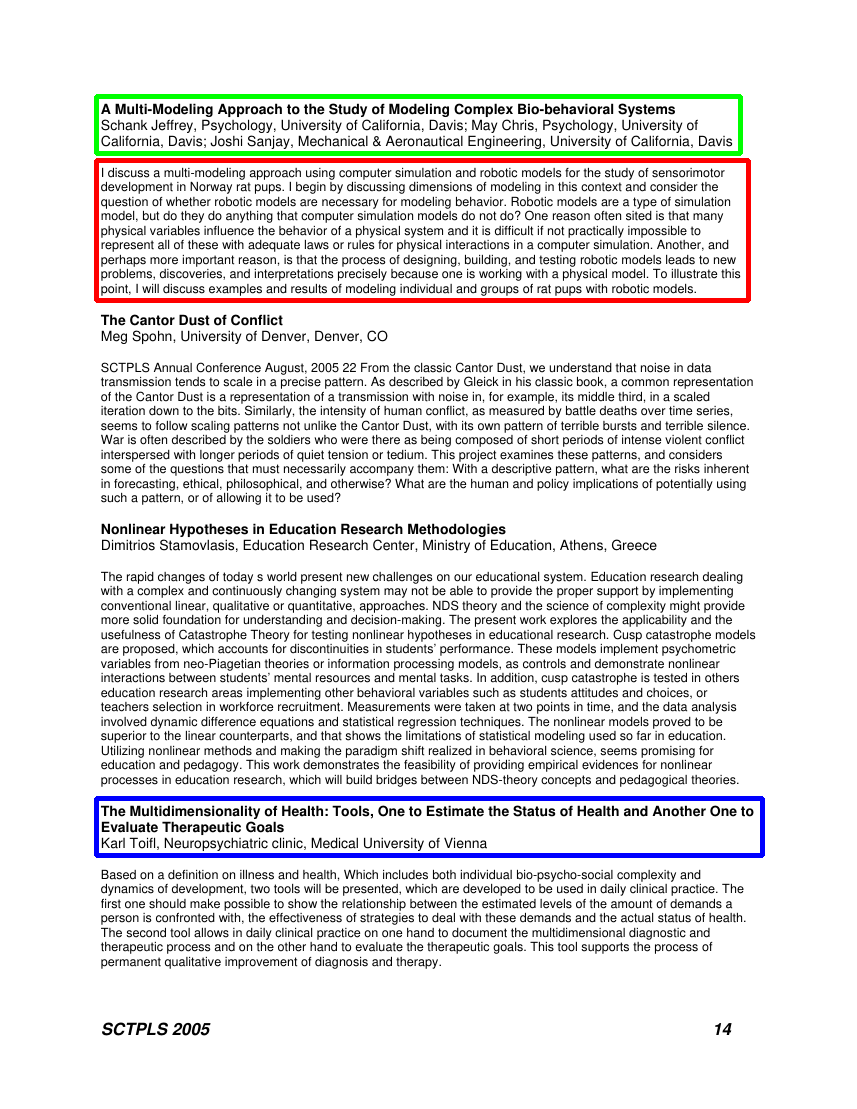 A Multi-Modeling Approach to the Study of Modeling Complex Bio-behavioral Systems
Schank Jeffrey, Psychology, University of California, Davis; May Chris, Psychology, University of
California, Davis; Joshi Sanjay, Mechanical & Aeronautical Engineering, University of California, Davis
I discuss a multi-modeling approach using computer simulation and robotic models for the study of sensorimotor
development in Norway rat pups. I begin by discussing dimensions of modeling in this context and consider the
question of whether robotic models are necessary for modeling behavior. Robotic models are a type of simulation
model, but do they do anything that computer simulation models do not do? One reason often sited is that many
physical variables influence the behavior of a physical system and it is difficult if not practically impossible to
represent all of these with adequate laws or rules for physical interactions in a computer simulation. Another, and
perhaps more important reason, is that the process of designing, building, and testing robotic models leads to new
problems, discoveries, and interpretations precisely because one is working with a physical model. To illustrate this
point, I will discuss examples and results of modeling individual and groups of rat pups with robotic models.
The Cantor Dust of Conflict
Meg Spohn, University of Denver, Denver, CO
SCTPLS Annual Conference August, 2005 22 From the classic Cantor Dust, we understand that noise in data
transmission tends to scale in a precise pattern. As described by Gleick in his classic book, a common representation
of the Cantor Dust is a representation of a transmission with noise in, for example, its middle third, in a scaled
iteration down to the bits. Similarly, the intensity of human conflict, as measured by battle deaths over time series,
seems to follow scaling patterns not unlike the Cantor Dust, with its own pattern of terrible bursts and terrible silence.
War is often described by the soldiers who were there as being composed of short periods of intense violent conflict
interspersed with longer periods of quiet tension or tedium. This project examines these patterns, and considers
some of the questions that must necessarily accompany them: With a descriptive pattern, what are the risks inherent
in forecasting, ethical, philosophical, and otherwise? What are the human and policy implications of potentially using
such a pattern, or of allowing it to be used?
Nonlinear Hypotheses in Education Research Methodologies
Dimitrios Stamovlasis, Education Research Center, Ministry of Education, Athens, Greece
The rapid changes of today s world present new challenges on our educational system. Education research dealing
with a complex and continuously changing system may not be able to provide the proper support by implementing
conventional linear, qualitative or quantitative, approaches. NDS theory and the science of complexity might provide
more solid foundation for understanding and decision-making. The present work explores the applicability and the
usefulness of Catastrophe Theory for testing nonlinear hypotheses in educational research. Cusp catastrophe models
are proposed, which accounts for discontinuities in students’ performance. These models implement psychometric
variables from neo-Piagetian theories or information processing models, as controls and demonstrate nonlinear
interactions between students’ mental resources and mental tasks. In addition, cusp catastrophe is tested in others
education research areas implementing other behavioral variables such as students attitudes and choices, or
teachers selection in workforce recruitment. Measurements were taken at two points in time, and the data analysis
involved dynamic difference equations and statistical regression techniques. The nonlinear models proved to be
superior to the linear counterparts, and that shows the limitations of statistical modeling used so far in education.
Utilizing nonlinear methods and making the paradigm shift realized in behavioral science, seems promising for
education and pedagogy. This work demonstrates the feasibility of providing empirical evidences for nonlinear
processes in education research, which will build bridges between NDS-theory concepts and pedagogical theories.
The Multidimensionality of Health: Tools, One to Estimate the Status of Health and Another One to
Evaluate Therapeutic Goals
Karl Toifl, Neuropsychiatric clinic, Medical University of Vienna
Based on a definition on illness and health, Which includes both individual bio-psycho-social complexity and
dynamics of development, two tools will be presented, which are developed to be used in daily clinical practice. The
first one should make possible to show the relationship between the estimated levels of the amount of demands a
person is confronted with, the effectiveness of strategies to deal with these demands and the actual status of health.
The second tool allows in daily clinical practice on one hand to document the multidimensional diagnostic and
therapeutic process and on the other hand to evaluate the therapeutic goals. This tool supports the process of
permanent qualitative improvement of diagnosis and therapy.
SCTPLS 2005 14